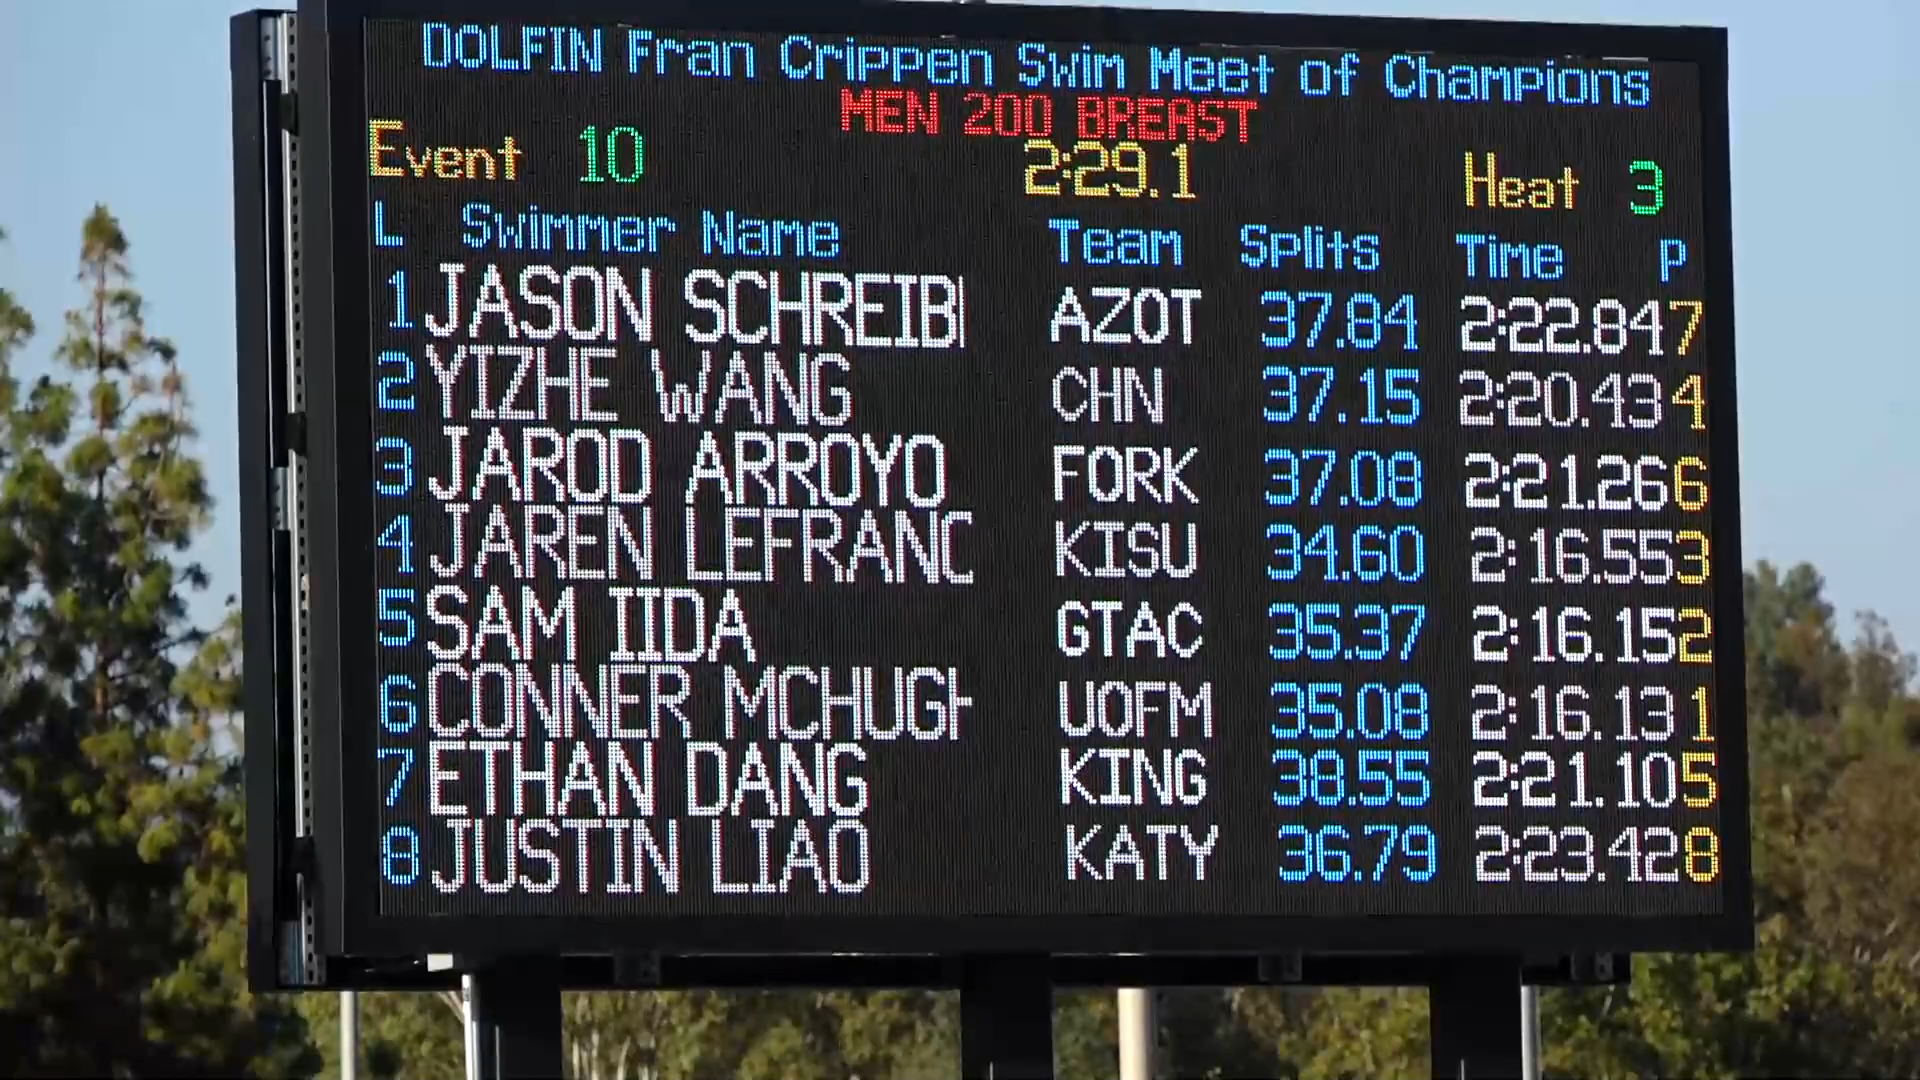 DOLFIN Fran Crippen Swim Meet of Champions
MEN 200 BREAST
Event 10 2:29.1 Heat 3
L Swimmer Name Team Splits Time P
1 JASON SCHREIB AZOT 37.84 2:22.84 7
2 YIZHE WANG CHN 37.15 2:20.43 4
3 JAROD ARROYO FORK 37.08 2:21.26 6
4 JAREN LEFRANC KISU 34.60 2:16.55 3
5 SAM IIDA GTAC 35.37 2:16.15 2
6 CONNER MCHUGH UOFM 35.08 2:16.13 1
7 ETHAN DANG KING 38.55 2:21.10 5
8 JUSTIN LIAO KATY 36.79 2:23.42 8